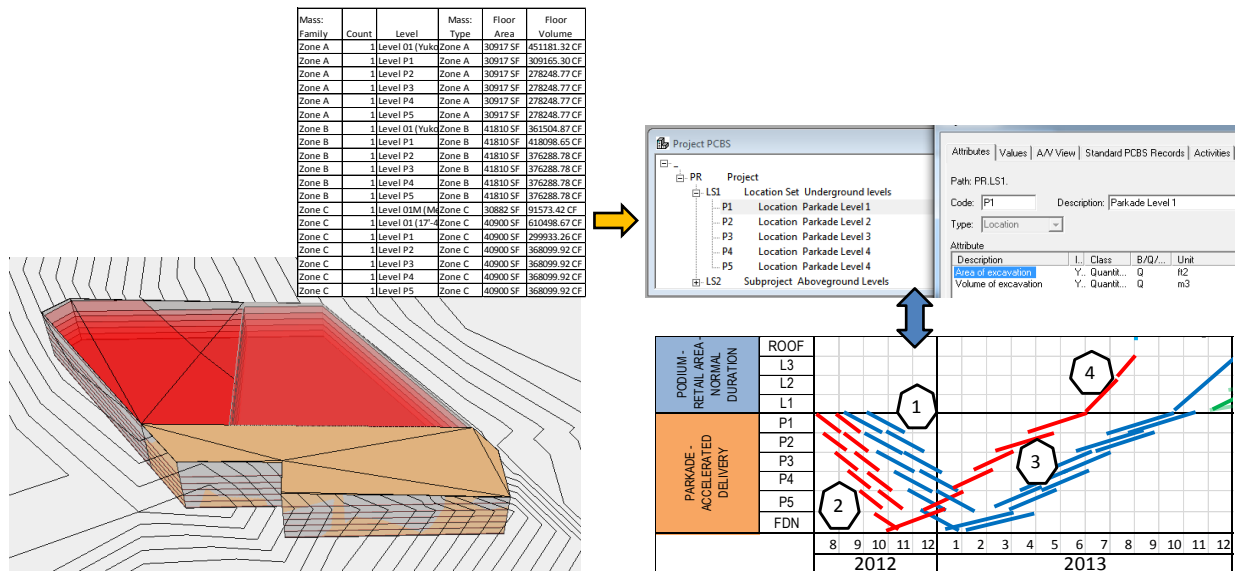 Mass: Family Count Level Mass: Type Floor Area Floor Volume
Zone A 1 Level 01 (Yuko Zone A 30917 SF 451181.32 CF
Zone A 1 Level P1 Zone A 30917 SF 309165.30 CF
Zone A 1 Level P2 Zone A 30917 SF 278248.77 CF
Zone A 1 Level P3 Zone A 30917 SF 278248.77 CF
Zone A 1 Level P4 Zone A 30917 SF 278248.77 CF
Zone A 1 Level P5 Zone A 30917 SF 278248.77 CF
Zone B 1 Level 01 (Yuko Zone B 41810 SF 361504.87 CF
Zone B 1 Level P1 Zone B 41810 SF 418098.65 CF
Zone B 1 Level P2 Zone B 41810 SF 376288.78 CF
Zone B 1 Level P3 Zone B 41810 SF 376288.78 CF
Zone B 1 Level P4 Zone B 41810 SF 376288.78 CF
Zone B 1 Level P5 Zone B 41810 SF 376288.78 CF
Zone C 1 Level 01M (Me Zone C 30882 SF 91573.42 CF
Zone C 1 Level 01 (17'-4 Zone C 40900 SF 610498.67 CF
Zone C 1 Level P1 Zone C 40900 SF 299933.26 CF
Zone C 1 Level P2 Zone C 40900 SF 368099.92 CF
Zone C 1 Level P3 Zone C 40900 SF 368099.92 CF
Zone C 1 Level P4 Zone C 40900 SF 368099.92 CF
Zone C 1 Level P5 Zone C 40900 SF 368099.92 CF
Project PCBS
PR Project
LS1 Location Set Underground levels
P1 Location Parkade Level 1
P2 Location Parkade Level 2
P3 Location Parkade Level 3
P4 Location Parkade Level 4
P5 Location Parkade Level 4
LS2 Subproject Aboveground Levels
Attributes Values A/V View Standard PCBS Records Activities
Path: PR.LS1.
Code: P1 Description: Parkade Level 1
Type: Location
Attribute
Description I.. Class B/Q/... Unit
Area of excavation Y.. Quantit... Q ft2
Volume of excavation Y.. Quantit... Q m3
PODIUM -
RETAIL AREA-
NORMAL
DURATION
ROOF
L3
L2
L1
PARKADE -
ACCELERATED
DELIVERY
P1
P2
P3
P4
P5
FDN
1
2
3
4
8 9 10 11 12 1 2 3 4 5 6 7 8 9 10 11 12
2012 2013